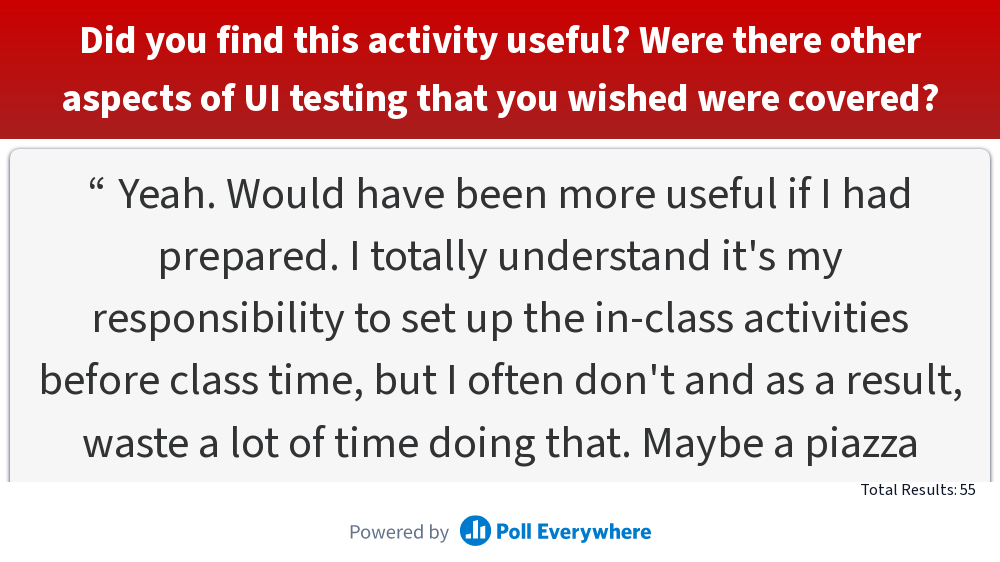 Did you find this activity useful? Were there other
aspects of UI testing that you wished were covered?
“ Yeah. Would have been more useful if I had
prepared. I totally understand it's my
responsibility to set up the in-class activities
before class time, but I often don't and as a result,
waste a lot of time doing that. Maybe a piazza
Total Results: 55
Powered by Poll Everywhere